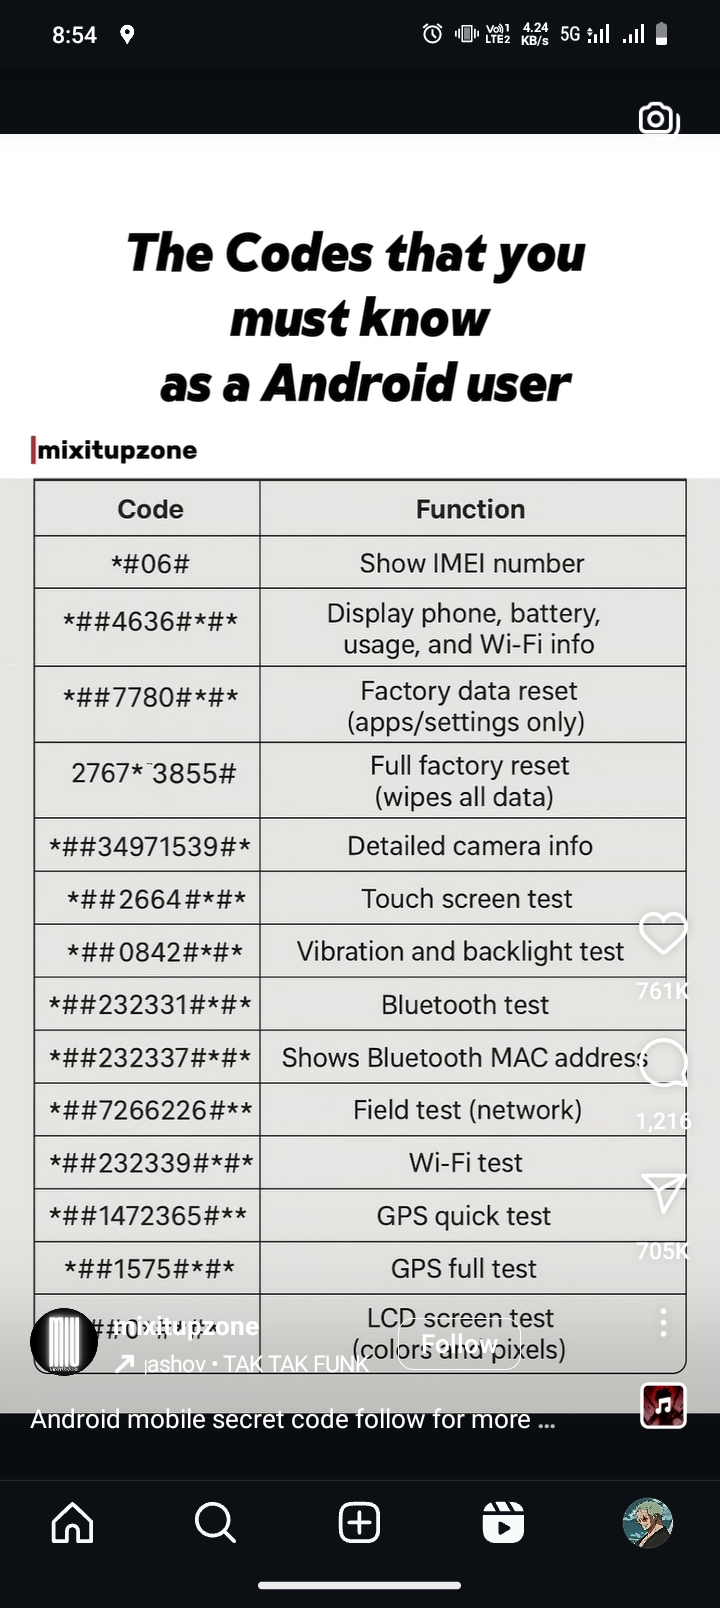 8:54
Vo)) 1
LTE2
4.24
KB/s
5G
The Codes that you
must know
as a Android user
mixitupzone
Code Function
*#06# Show IMEI number
*##4636#*#* Display phone, battery,
usage, and Wi-Fi info
*##7780#*#* Factory data reset
(apps/settings only)
2767* 3855# Full factory reset
(wipes all data)
*##34971539#* Detailed camera info
*##2664#*#* Touch screen test
*##0842#*#* Vibration and backlight test
761K
*##232331#*#* Bluetooth test
*##232337#*#* Shows Bluetooth MAC address
*##7266226#** Field test (network)
1,216
*##232339#*#* Wi-Fi test
*##1472365#** GPS quick test
705K
*##1575#*#* GPS full test
LCD screen test
(colors and pixels)
mixitupzone
Follow
jashov • TAK TAK FUNK
Android mobile secret code follow for more ...